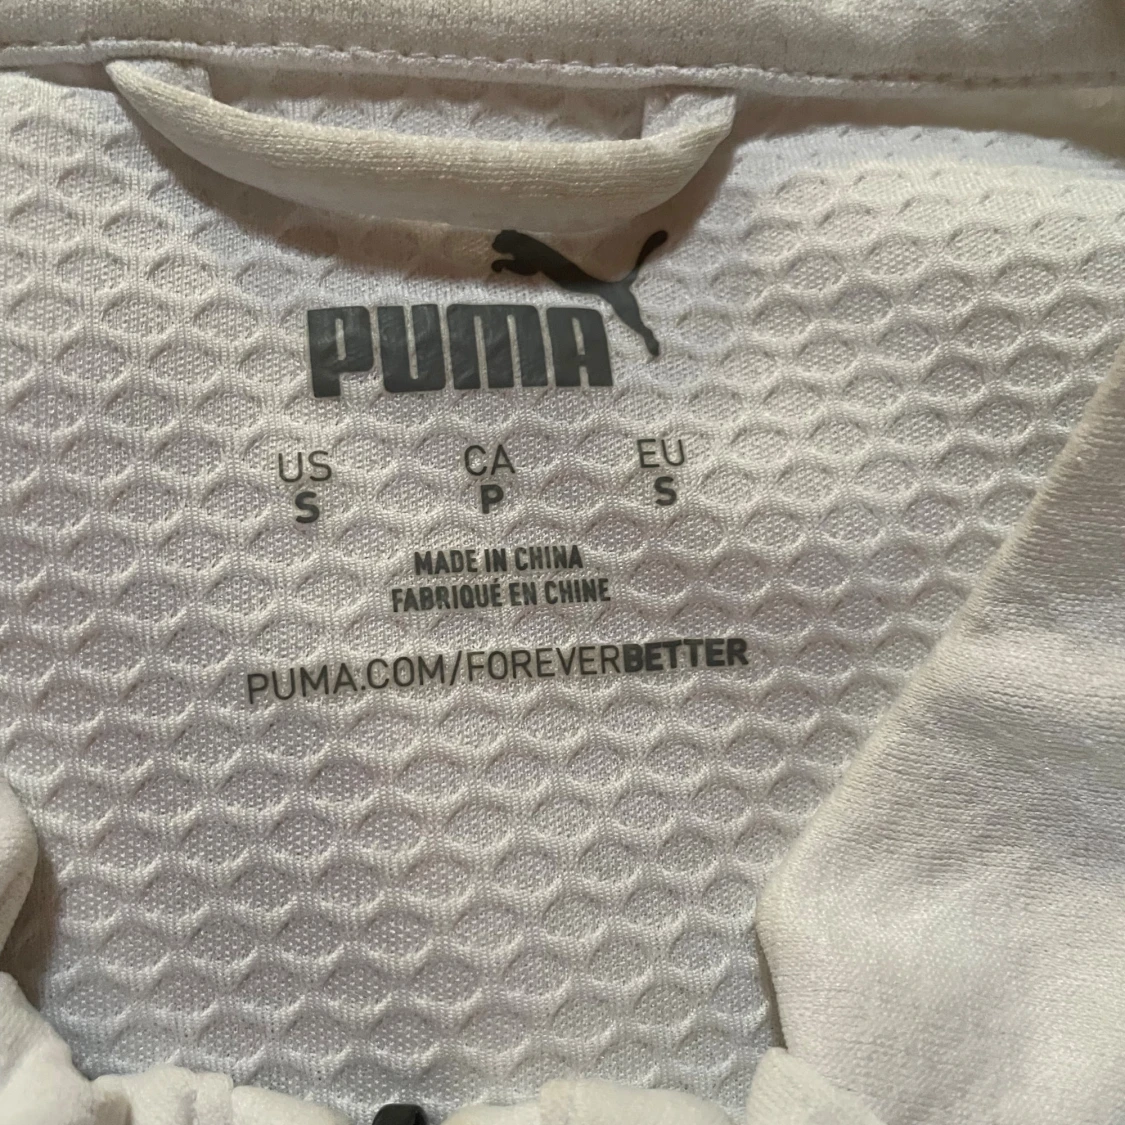 PUMA
US CA EU
S P S
MADE IN CHINA
FABRIQUÉ EN CHINE
PUMA.COM/FOREVERBETTER